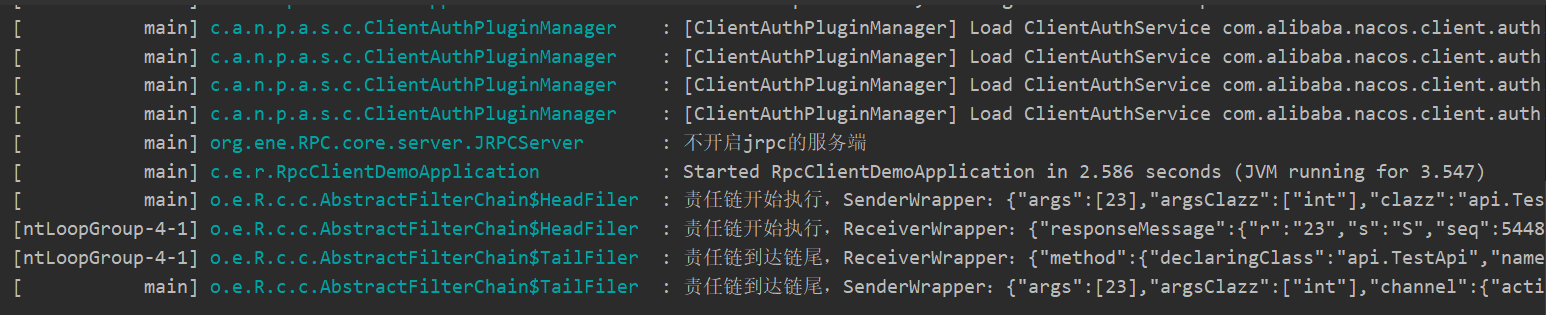 [           main] c.a.n.p.a.s.c.ClientAuthPluginManager    : [ClientAuthPluginManager] Load ClientAuthService com.alibaba.nacos.client.auth
[           main] c.a.n.p.a.s.c.ClientAuthPluginManager    : [ClientAuthPluginManager] Load ClientAuthService com.alibaba.nacos.client.auth
[           main] c.a.n.p.a.s.c.ClientAuthPluginManager    : [ClientAuthPluginManager] Load ClientAuthService com.alibaba.nacos.client.auth
[           main] c.a.n.p.a.s.c.ClientAuthPluginManager    : [ClientAuthPluginManager] Load ClientAuthService com.alibaba.nacos.client.auth
[           main] org.ene.RPC.core.server.JRPCServer       : 不开启jrpc的服务端
[           main] c.e.r.RpcClientDemoApplication           : Started RpcClientDemoApplication in 2.586 seconds (JVM running for 3.547)
[           main] o.e.R.c.c.AbstractFilterChain$HeadFiler  : 责任链开始执行，SenderWrapper：{"args":[23],"argsClazz":["int"],"clazz":"api.Tes
[ntLoopGroup-4-1] o.e.R.c.c.AbstractFilterChain$HeadFiler  : 责任链开始执行，ReceiverWrapper：{"responseMessage":{"r":"23","s":"S","seq":5448
[ntLoopGroup-4-1] o.e.R.c.c.AbstractFilterChain$TailFiler  : 责任链到达链尾，ReceiverWrapper：{"method":{"declaringClass":"api.TestApi","name
[           main] o.e.R.c.c.AbstractFilterChain$TailFiler  : 责任链到达链尾，SenderWrapper：{"args":[23],"argsClazz":["int"],"channel":{"acti